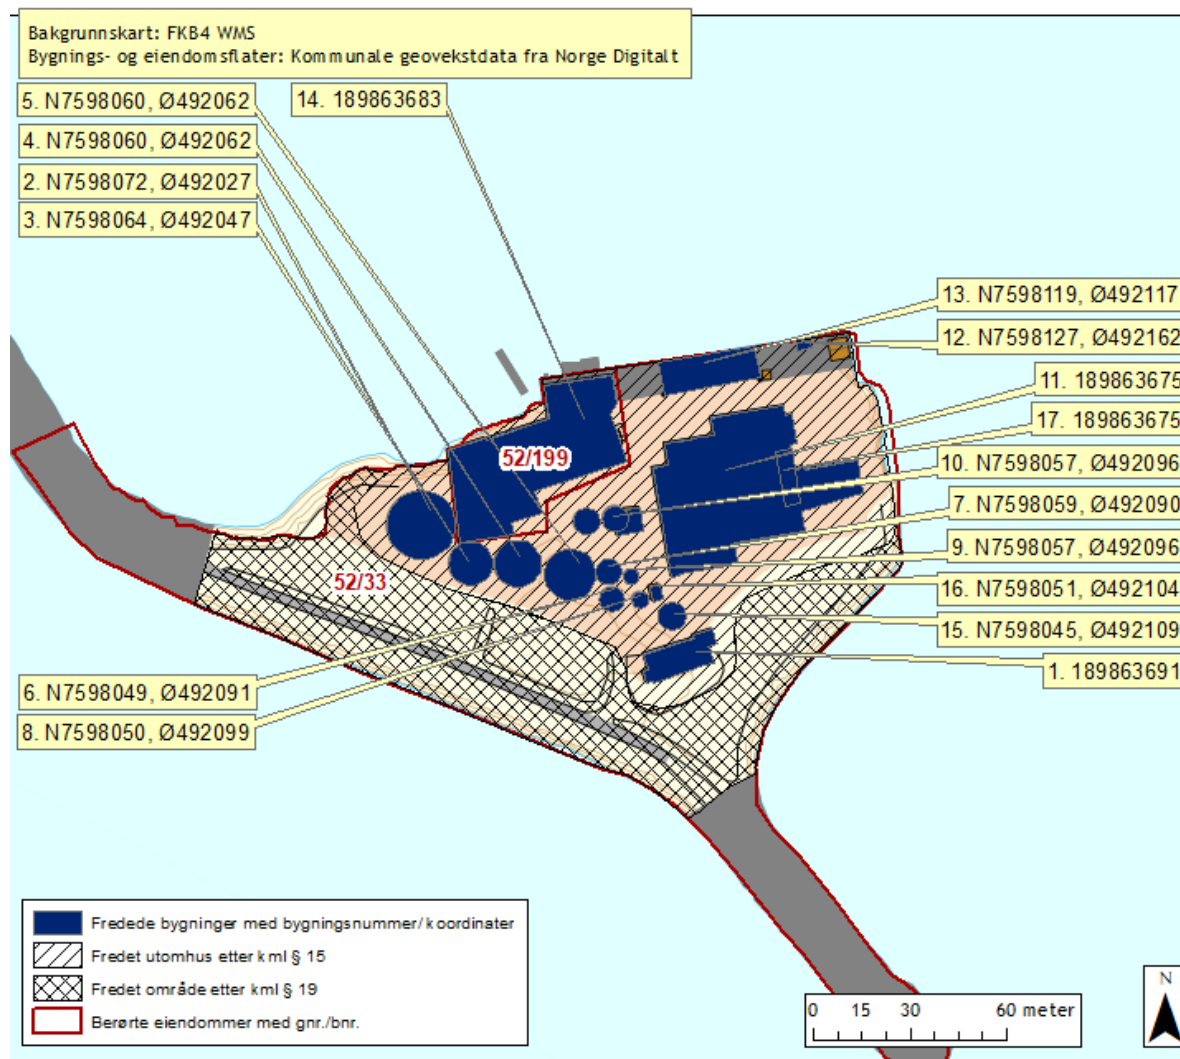 Bakgrunnskart: FKB4 WMS
Bygnings- og eiendomsflater: Kommunale geovekstdata fra Norge Digitalt
5. N7598060, Ø492062
14. 189863683
4. N7598060, Ø492062
2. N7598072, Ø492027
3. N7598064, Ø492047
13. N7598119, Ø492117
12. N7598127, Ø492162
11. 189863675
17. 189863675
10. N7598057, Ø492096
7. N7598059, Ø492090
9. N7598057, Ø492096
16. N7598051, Ø492104
15. N7598045, Ø492109
1. 189863691
52/199
52/33
6. N7598049, Ø492091
8. N7598050, Ø492099
Fredede bygninger med bygningsnummer/koordinater
Fredet utomhus etter kml § 15
Fredet område etter kml § 19
Berørte eiendommer med gnr./bnr.
0 15 30 60 meter
N